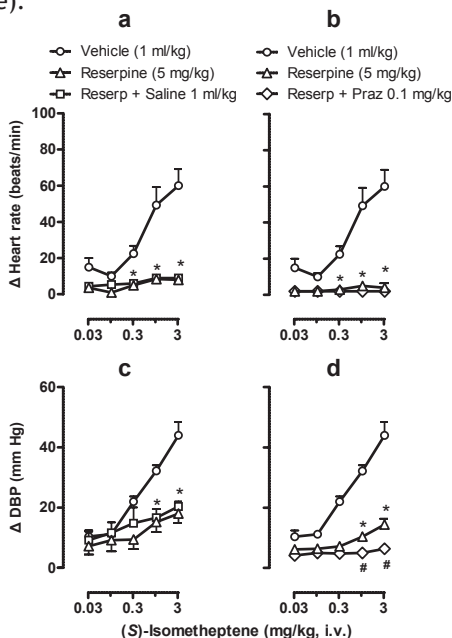 e).
a
b
Vehicle (1 ml/kg)
Reserpine (5 mg/kg)
Reserp + Saline 1 ml/kg
Vehicle (1 ml/kg)
Reserpine (5 mg/kg)
Reserp + Praz 0.1 mg/kg
Δ Heart rate (beats/min)
100
80
60
40
20
0
* * *
* * *
0.03 0.3 3
0.03 0.3 3
c
d
Δ DBP (mm Hg)
60
40
20
0
* *
* *
# #
0.03 0.3 3
0.03 0.3 3
(S)-Isometheptene (mg/kg, i.v.)